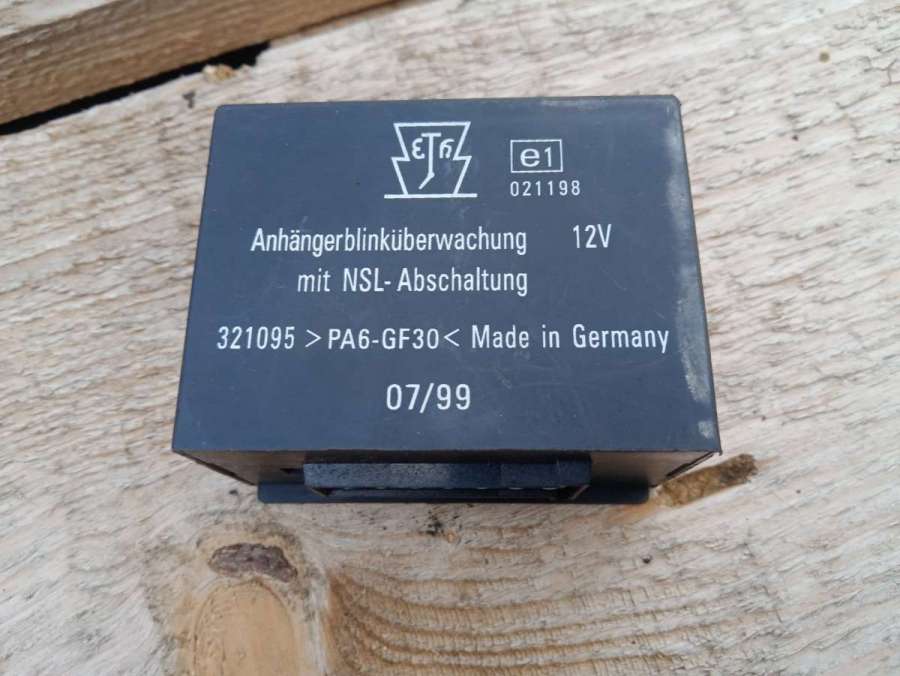 e1
021198
Anhängerblinküberwachung 12V
mit NSL-Abschaltung
321095 >PA6-GF30< Made in Germany
07/99